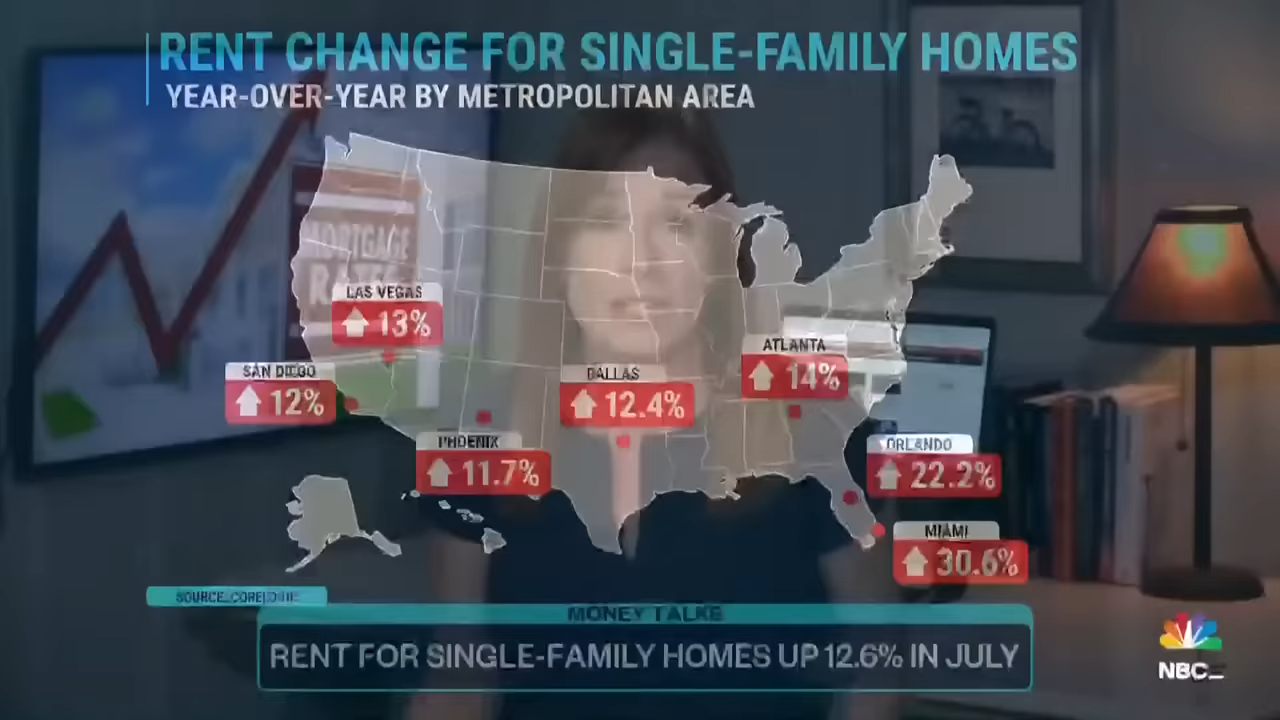 RENT CHANGE FOR SINGLE-FAMILY HOMES
YEAR-OVER-YEAR BY METROPOLITAN AREA
MORTGAGE
RATES
LAS VEGAS
13%
SAN DIEGO
12%
DALLAS
12.4%
ATLANTA
14%
PHOENIX
11.7%
ORLANDO
22.2%
MIAMI
30.6%
SOURCE:
MONEY TALKS
RENT FOR SINGLE-FAMILY HOMES UP 12.6% IN JULY
NBC